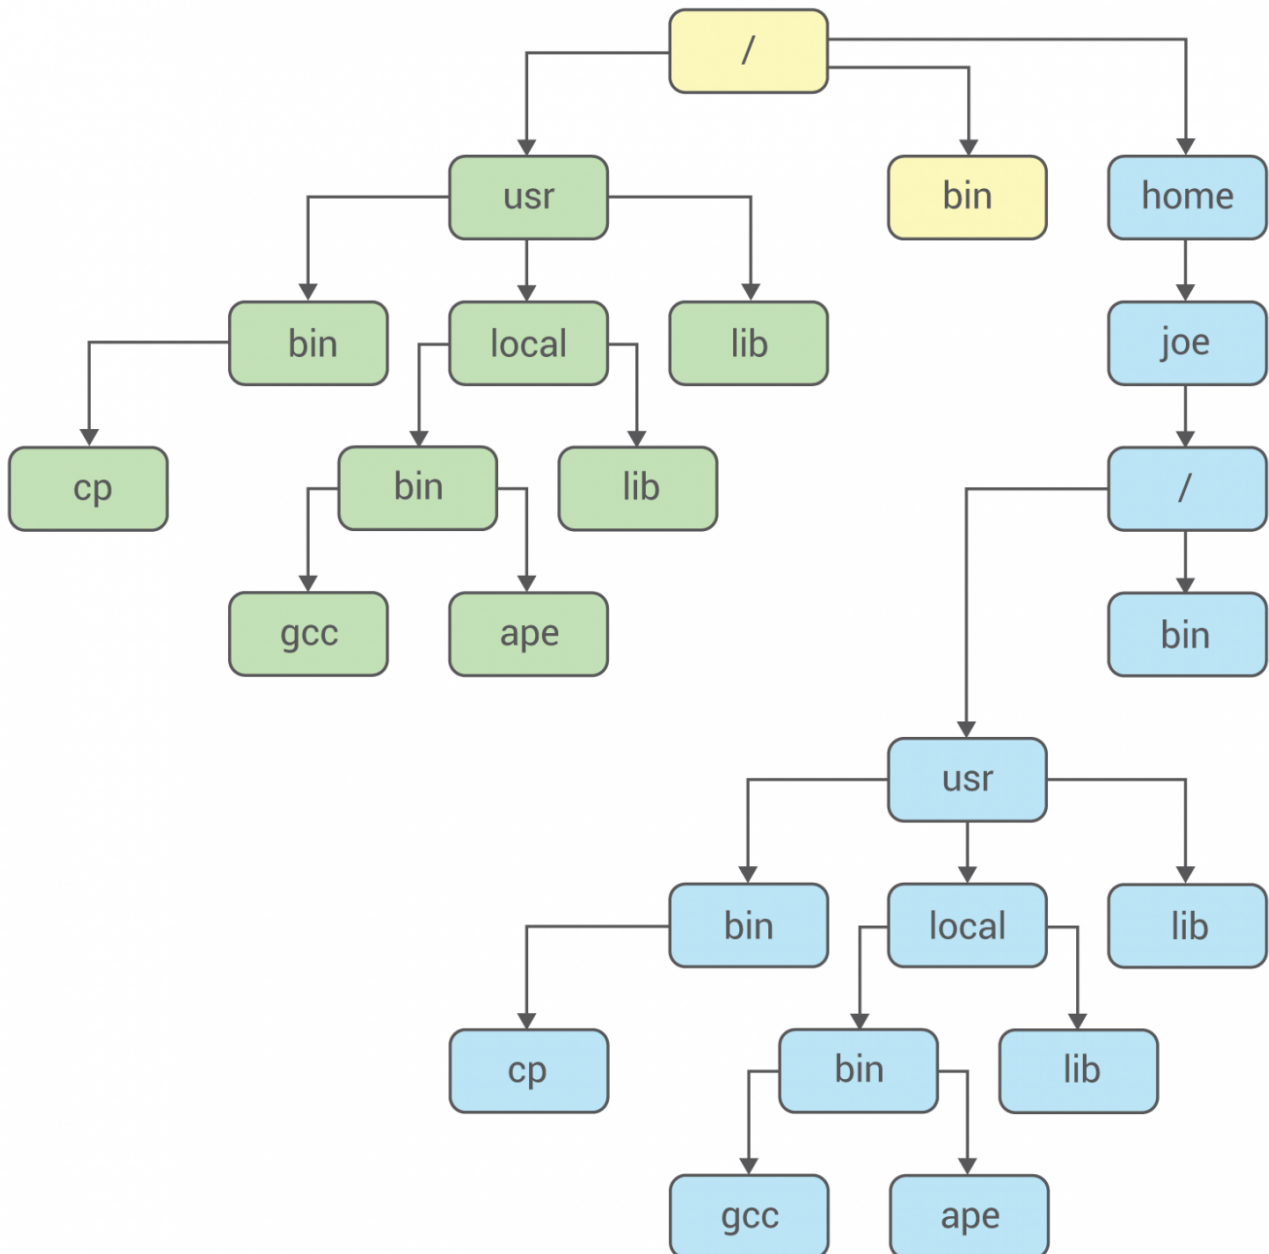 /
usr
bin
home
bin
local
lib
joe
cp
bin
lib
/
gcc
ape
bin
usr
bin
local
lib
cp
bin
lib
gcc
ape